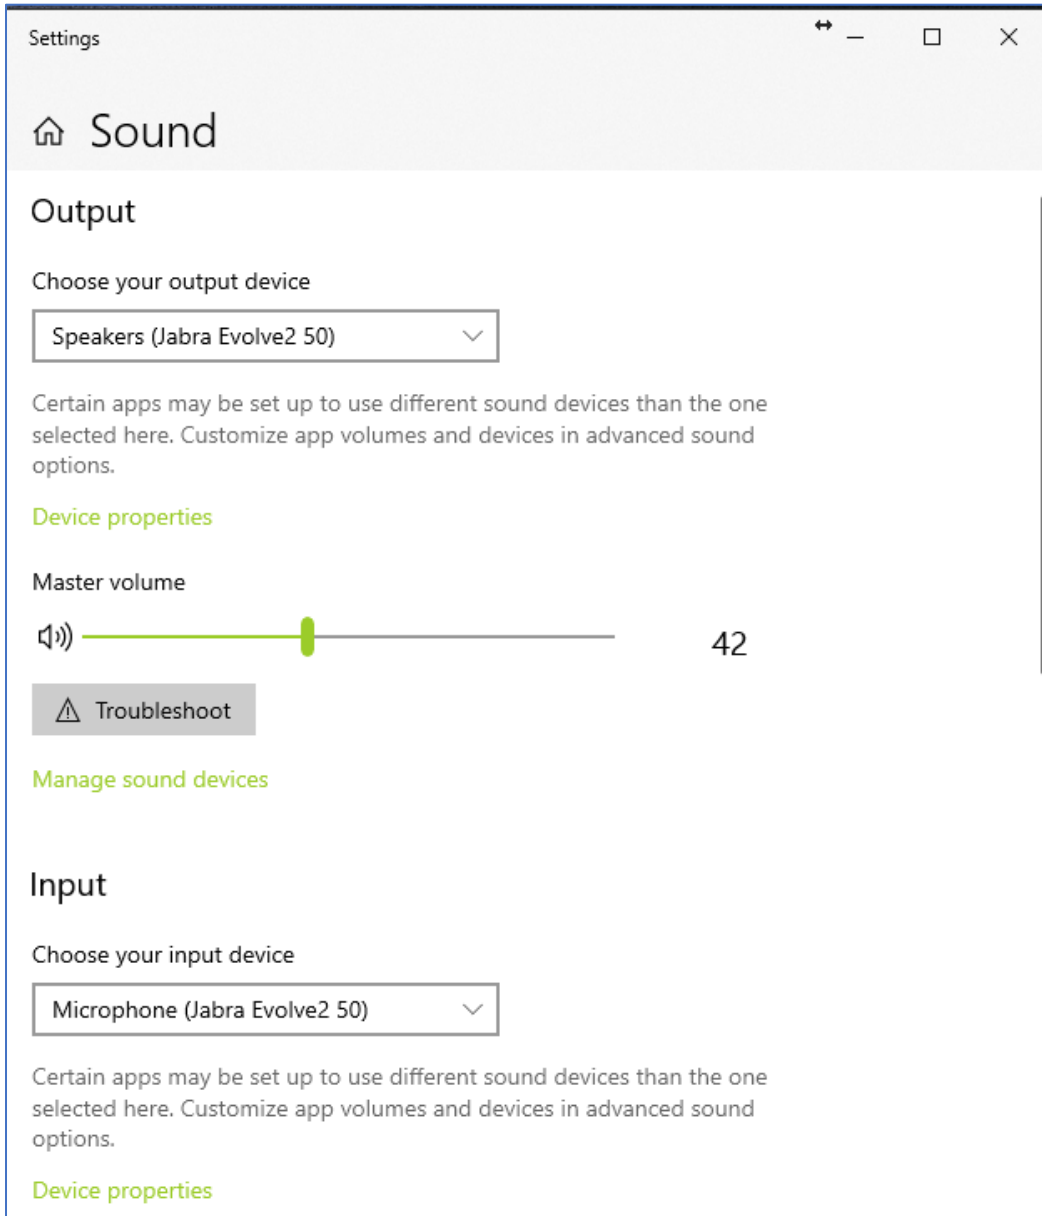 Settings
Sound
Output
Choose your output device
Speakers (Jabra Evolve2 50)
Certain apps may be set up to use different sound devices than the one
selected here. Customize app volumes and devices in advanced sound
options.
Device properties
Master volume
42
Troubleshoot
Manage sound devices
Input
Choose your input device
Microphone (Jabra Evolve2 50)
Certain apps may be set up to use different sound devices than the one
selected here. Customize app volumes and devices in advanced sound
options.
Device properties